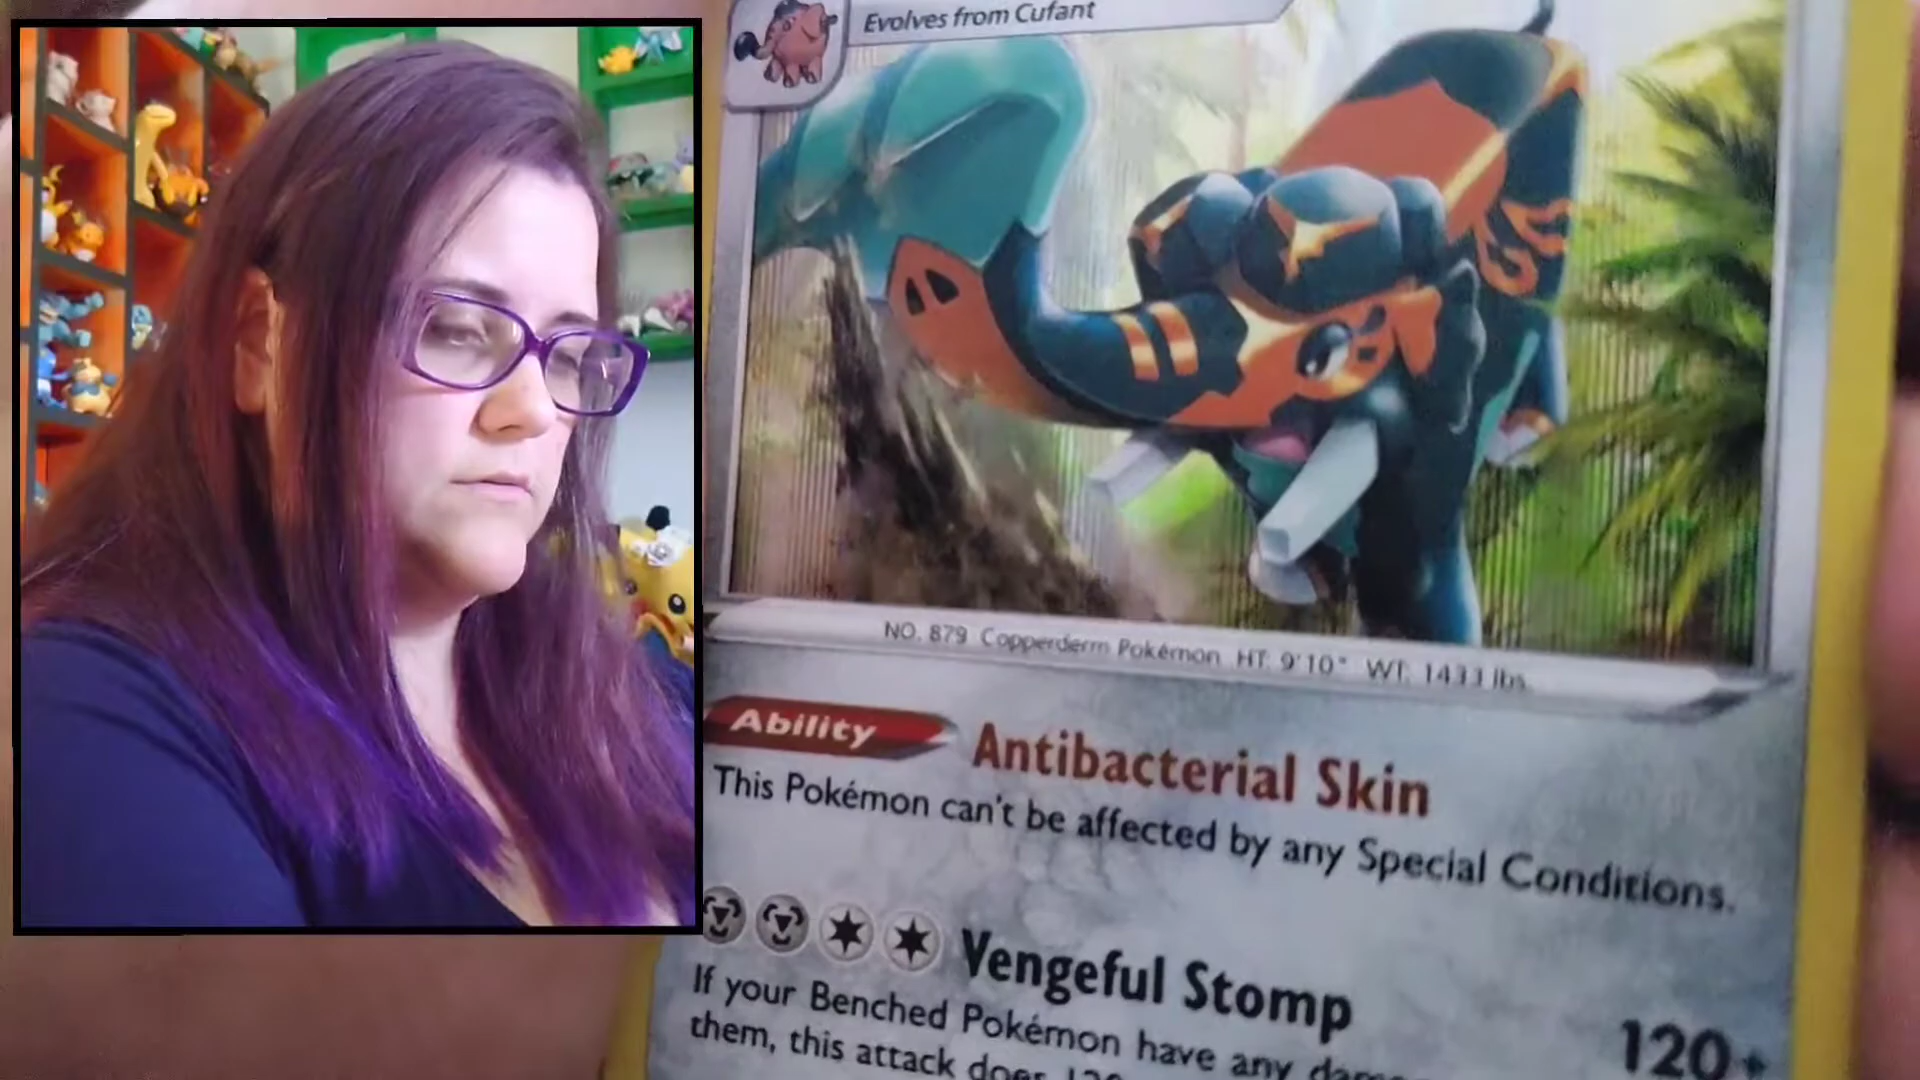 Evolves from Cufant
NO. 879 Copperderm Pokémon HT: 9'10" WT: 1433 lbs.
Ability Antibacterial Skin
This Pokémon can't be affected by any Special Conditions.
Vengeful Stomp 120+
If your Benched Pokémon have any
them, this attack does